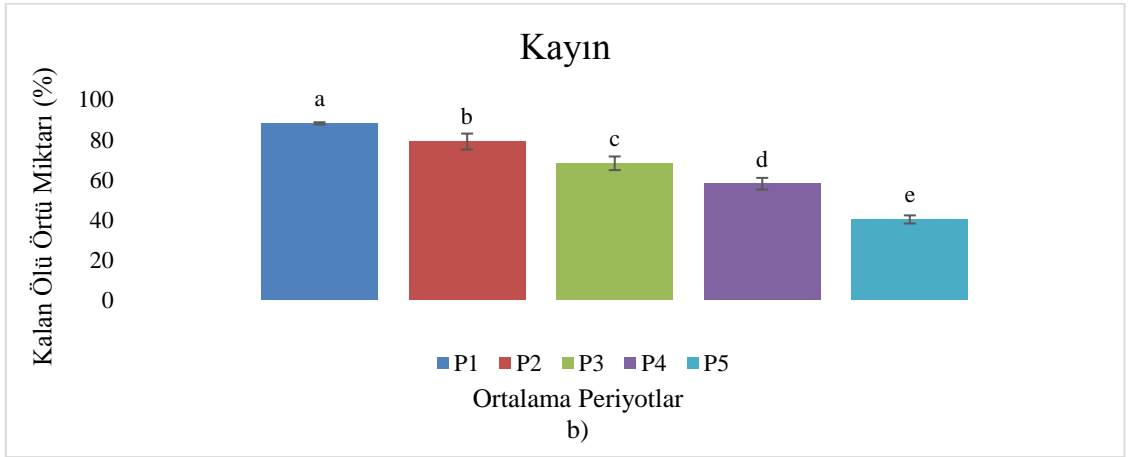 Kayın
Kalan Ölü Örtü Miktarı (%)
100
80
60
40
20
0
a
b
c
d
e
P1 P2 P3 P4 P5
Ortalama Periyotlar
b)